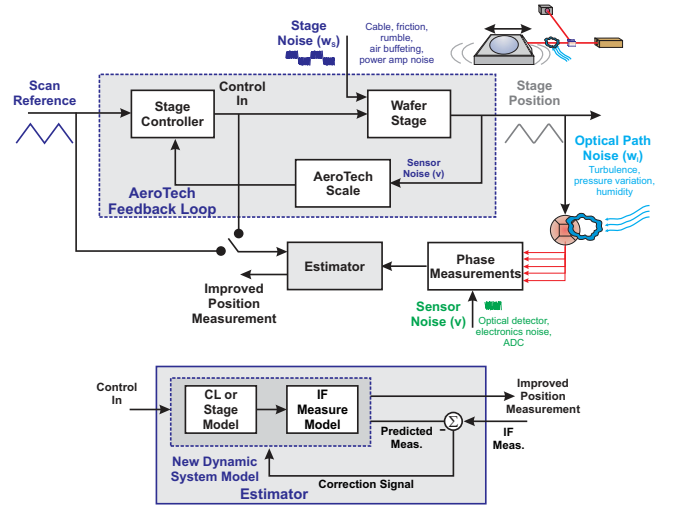 Stage
Noise (wₛ)
Cable, friction,
rumble,
air buffeting,
power amp noise
Scan
Reference
Control
In
Stage
Controller
Wafer
Stage
Stage
Position
Optical Path
Noise (wᵢ)
Turbulence,
pressure variation,
humidity
AeroTech
Scale
Sensor
Noise (v)
AeroTech
Feedback Loop
Estimator
Phase
Measurements
Improved
Position
Measurement
Sensor
Noise (v)
Optical detector,
electronics noise,
ADC
Control
In
CL or
Stage
Model
IF
Measure
Model
Improved
Position
Measurement
Predicted
Meas.
Σ
-
IF
Meas.
New Dynamic
System Model
Correction Signal
Estimator